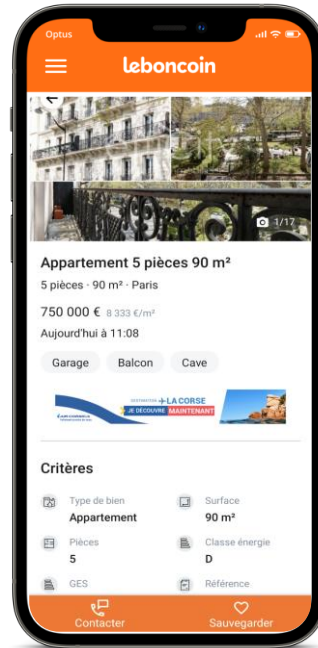 Optus
leboncoin
1/17
Appartement 5 pièces 90 m²
5 pièces · 90 m² · Paris
750 000 € 8 333 €/m²
Aujourd'hui à 11:08
Garage Balcon Cave
DESTINATION LA CORSE
JE DÉCOUVRE MAINTENANT
Critères
Type de bien
Appartement
Surface
90 m²
Pièces
5
Classe énergie
D
GES
Référence
Contacter
Sauvegarder